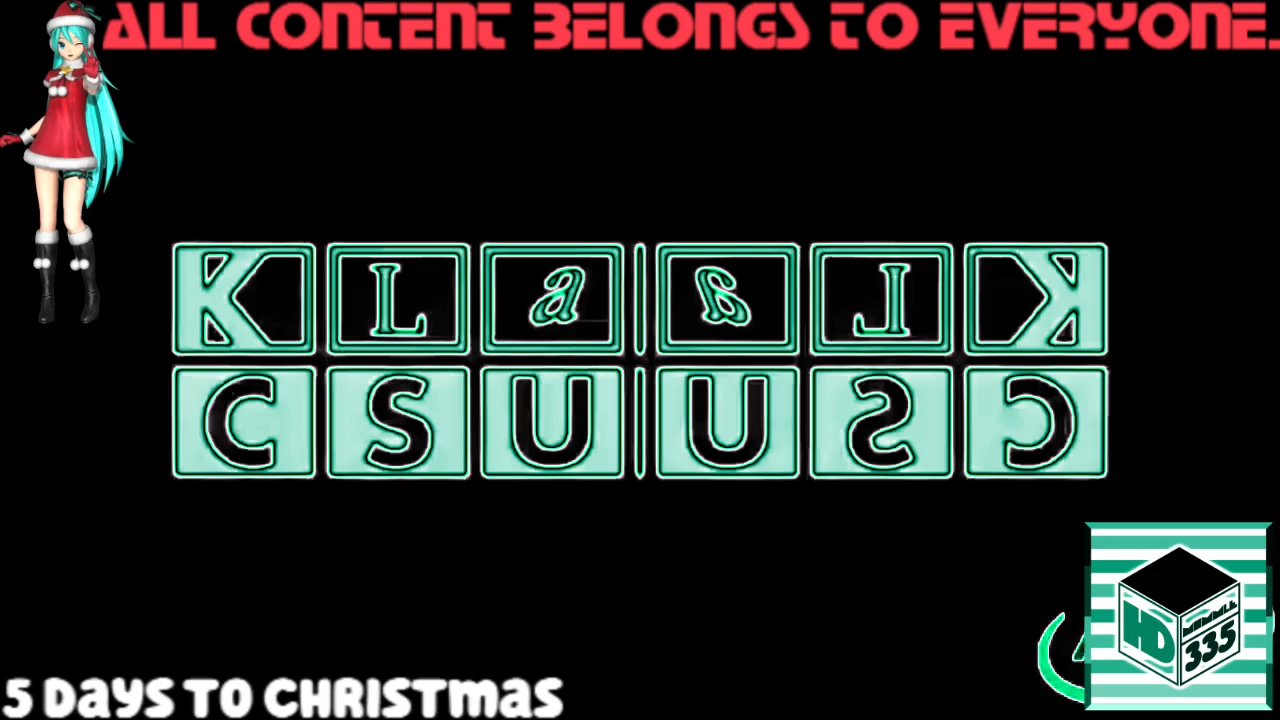 ALL CONTENT BELONGS TO EVERYONE.
K L a a L K
C S U U S C
HD
335
5 DAYS TO CHRISTMAS